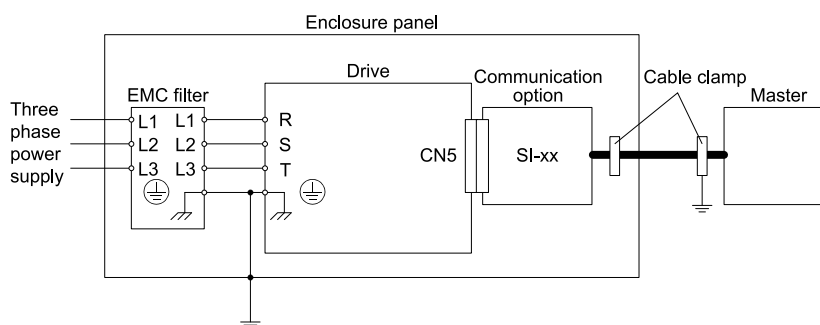 Enclosure panel
Drive
Communication
option
Cable clamp
Master
EMC filter
Three
phase
power
supply
L1 L1 R
L2 L2 S
L3 L3 T
CN5
SI-xx